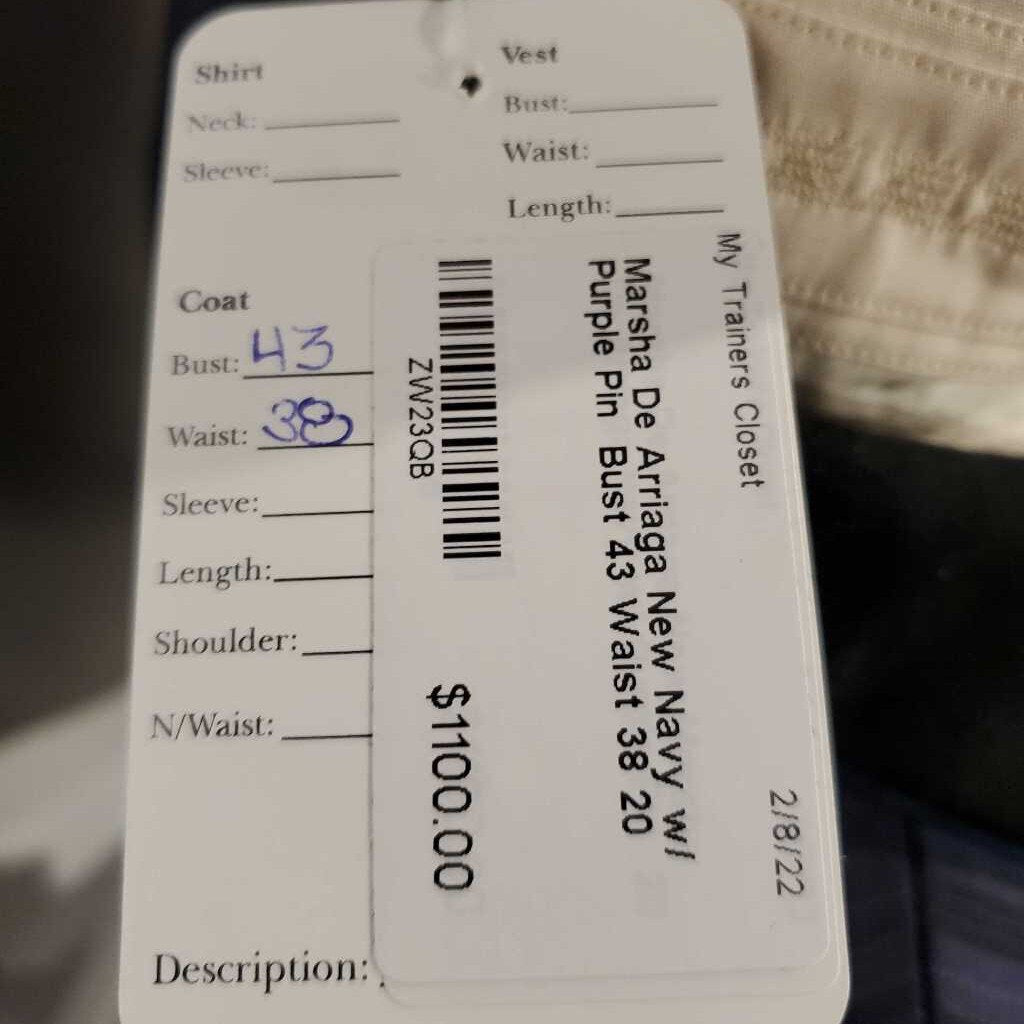 Shirt
Neck:
Sleeve:
Vest
Bust:
Waist:
Length:
Coat
Bust: 43
Waist: 38
Sleeve:
Length:
Shoulder:
N/Waist:
Description:
My Trainers Closet 2/8/22
Marsha De Arriaga New Navy w/
Purple Pin Bust 43 Waist 38 20
ZW23QB
$1100.00